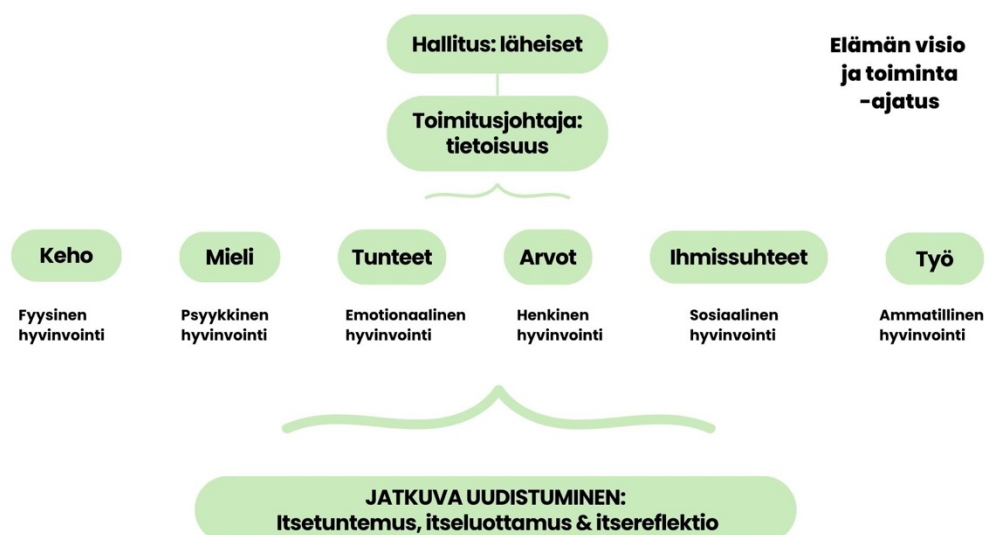 Hallitus: läheiset
Elämän visio
ja toiminta
-ajatus
Toimitusjohtaja:
tietoisuus
Keho
Mieli
Tunteet
Arvot
Ihmissuhteet
Työ
Fyysinen
hyvinvointi
Psyykkinen
hyvinvointi
Emotionaalinen
hyvinvointi
Henkinen
hyvinvointi
Sosiaalinen
hyvinvointi
Ammatillinen
hyvinvointi
JATKUVA UUDISTUMINEN:
Itsetuntemus, itseluottamus & itsereflektio